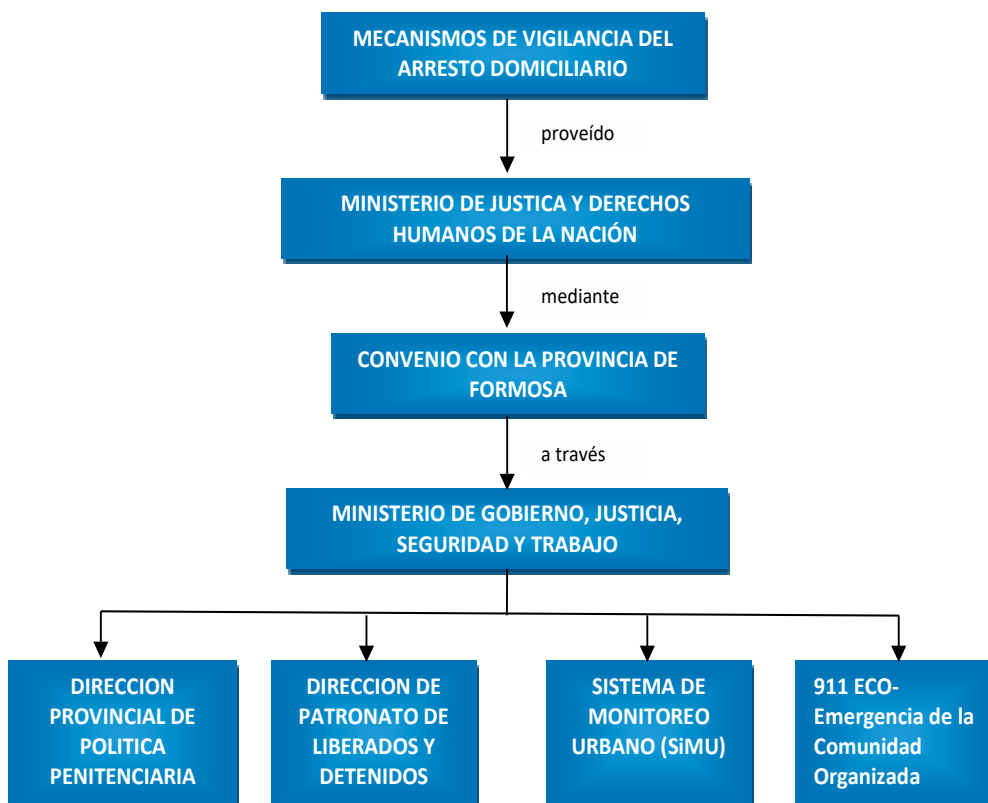 MECANISMOS DE VIGILANCIA DEL
ARRESTO DOMICILIARIO
proveído
MINISTERIO DE JUSTICA Y DERECHOS
HUMANOS DE LA NACIÓN
mediante
CONVENIO CON LA PROVINCIA DE
FORMOSA
a través
MINISTERIO DE GOBIERNO, JUSTICIA,
SEGURIDAD Y TRABAJO
DIRECCION
PROVINCIAL DE
POLITICA
PENITENCIARIA
DIRECCION DE
PATRONATO DE
LIBERADOS Y
DETENIDOS
SISTEMA DE
MONITOREO
URBANO (SiMU)
911 ECO-
Emergencia de la
Comunidad
Organizada